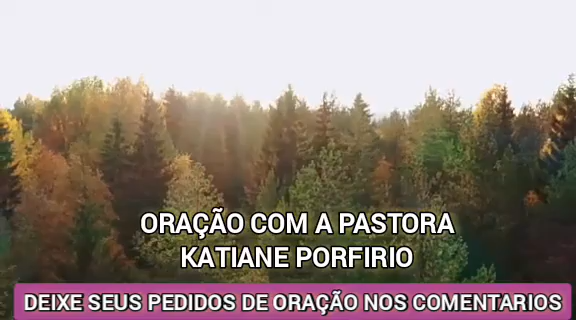 ORAÇÃO COM A PASTORA
KATIANE PORFIRIO
DEIXE SEUS PEDIDOS DE ORAÇÃO NOS COMENTARIOS